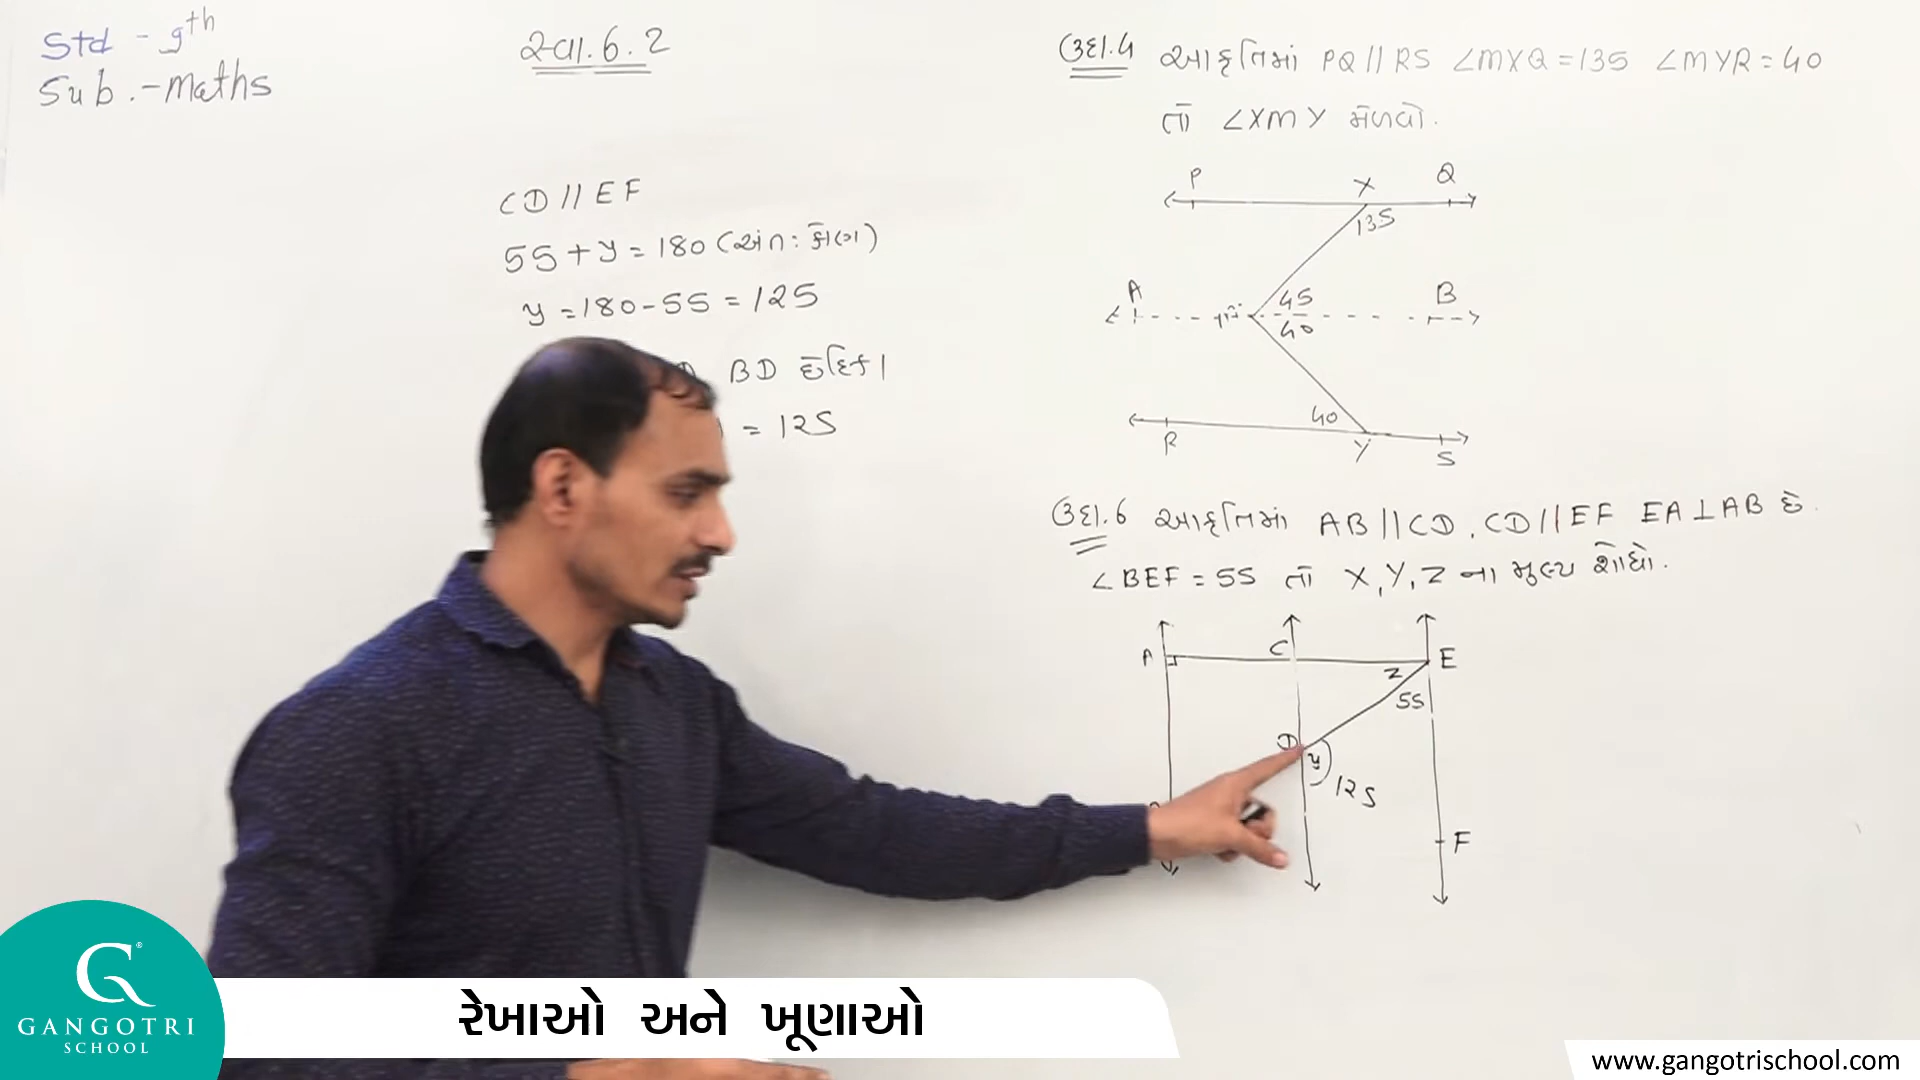 Std - 9th
Sub. - Maths
સ્વા. 6.2
CD || EF
55 + y = 180 (અંતઃકોણ)
y = 180 - 55 = 125
BD છેદિકા
= 125
ઉદા.4 આકૃતિમાં PQ || RS ∠MXQ = 135 ∠MYR = 40
તો ∠XMY મેળવો.
P X Q
135
A 45 B
40
40
R Y S
ઉદા.6 આકૃતિમાં AB || CD, CD || EF EA ⊥ AB છે.
∠BEF = 55 તો X, Y, Z ના મુલ્ય શોધો.
A C E
z
55
D
y
125
F
G®
GANGOTRI
SCHOOL
રેખાઓ અને ખૂણાઓ
www.gangotrischool.com